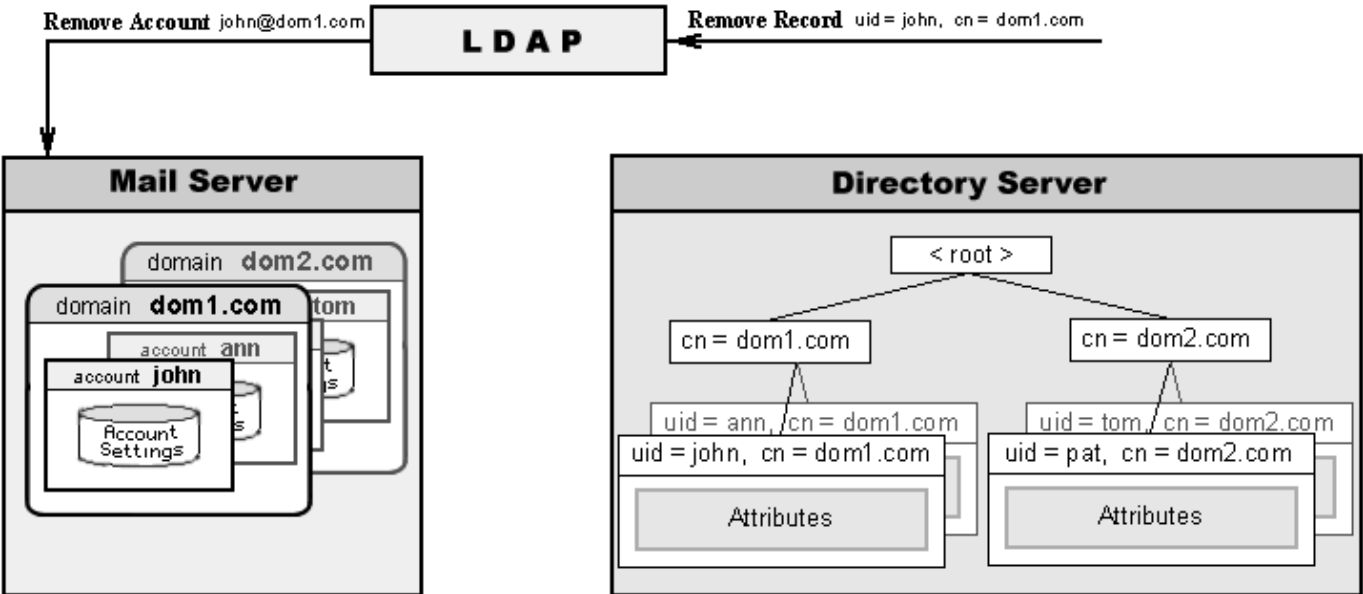 Remove Account john@dom1.com
LDAP
Remove Record uid = john, cn = dom1.com
Mail Server
domain dom2.com
tom
domain dom1.com
account ann
account john
Account
Settings
Directory Server
< root >
cn = dom1.com
cn = dom2.com
uid = ann, cn = dom1.com
uid = john, cn = dom1.com
Attributes
uid = tom, cn = dom2.com
uid = pat, cn = dom2.com
Attributes